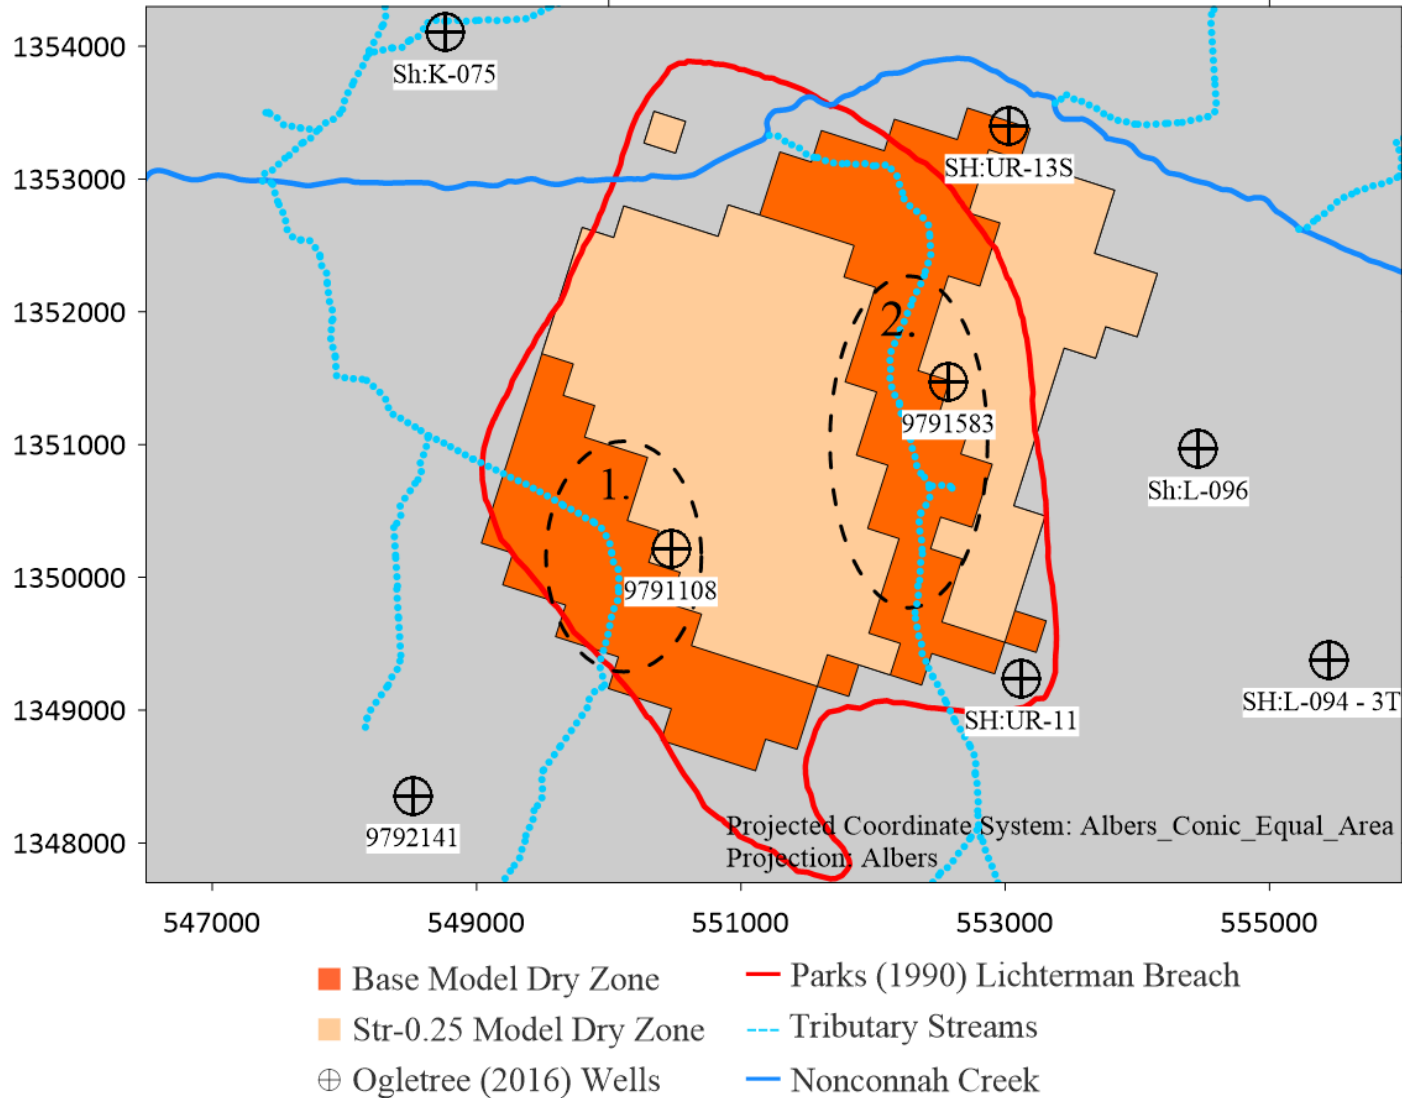 1354000
Sh:K-075
SH:UR-13S
1353000
1352000
2.
9791583
1351000
1.
Sh:L-096
1350000
9791108
1349000
SH:UR-11
SH:L-094 - 3T
9792141
1348000
Projected Coordinate System: Albers_Conic_Equal_Area
Projection: Albers
547000 549000 551000 553000 555000
Base Model Dry Zone
Parks (1990) Lichterman Breach
Str-0.25 Model Dry Zone
Tributary Streams
Ogletree (2016) Wells
Nonconnah Creek